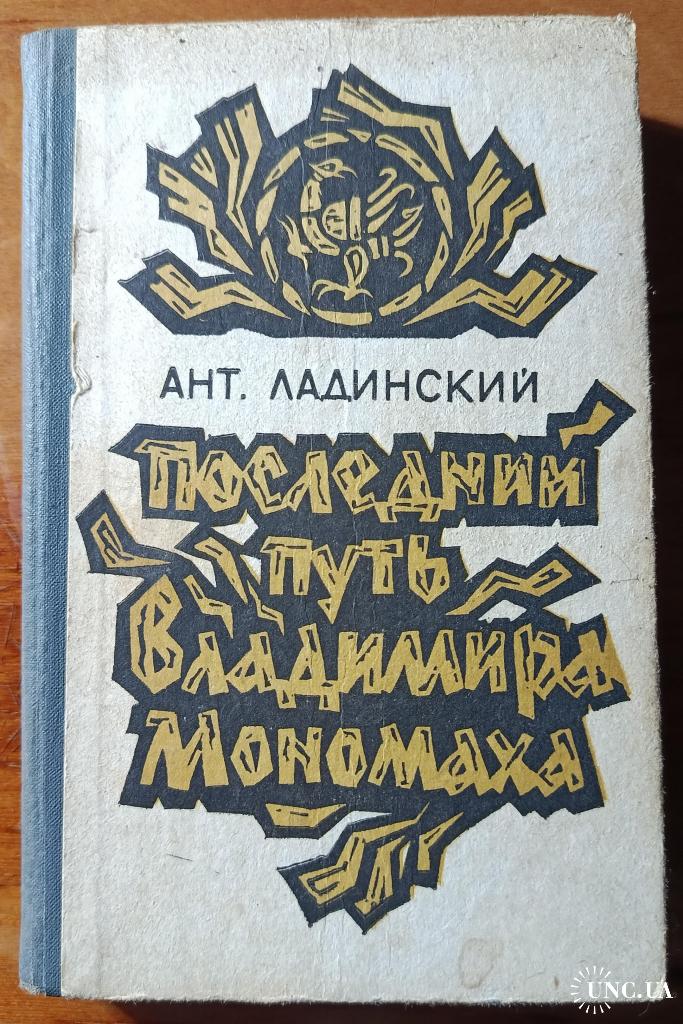 АНТ. ЛАДИНСКИЙ
ПОСЛЕДНИЙ
ПУТЬ
ВЛАДИМИРА
МОНОМАХА
UNC.UA